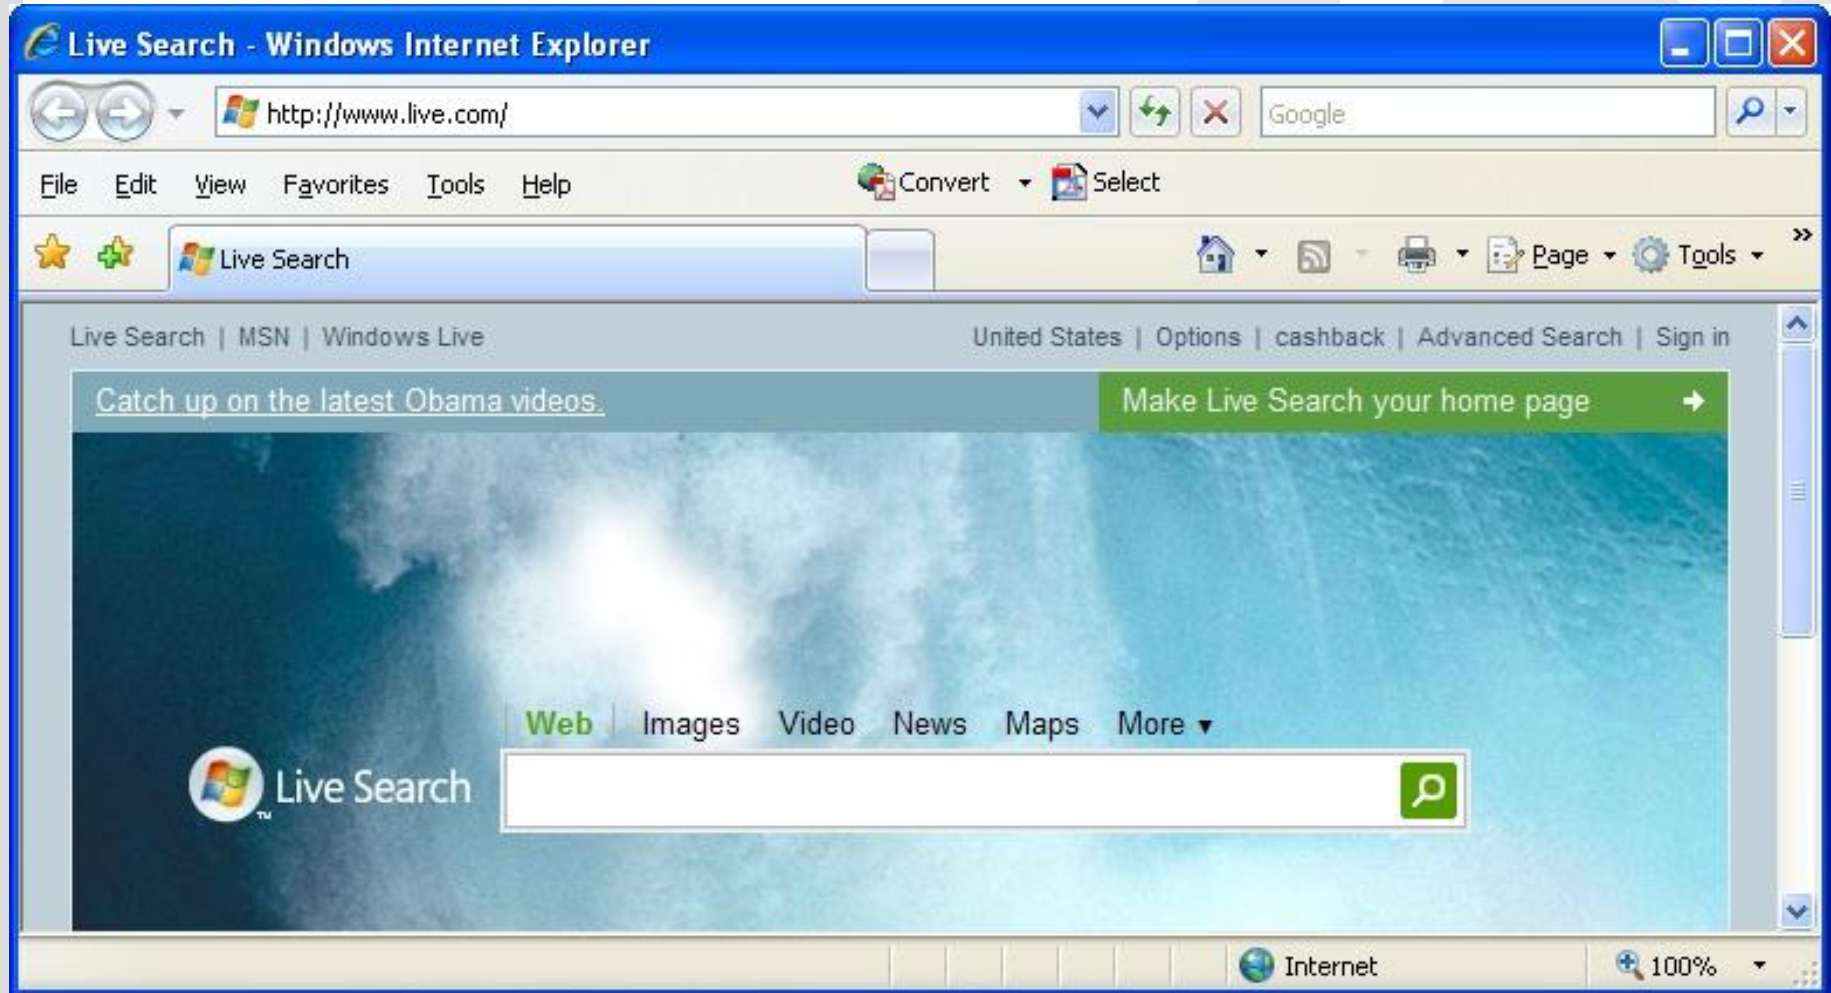 Live Search - Windows Internet Explorer
http://www.live.com/ Google
File Edit View Favorites Tools Help Convert Select
Live Search Page Tools »
Live Search | MSN | Windows Live United States | Options | cashback | Advanced Search | Sign in
Catch up on the latest Obama videos. Make Live Search your home page
Web Images Video News Maps More
Live Search
TM
Internet 100%